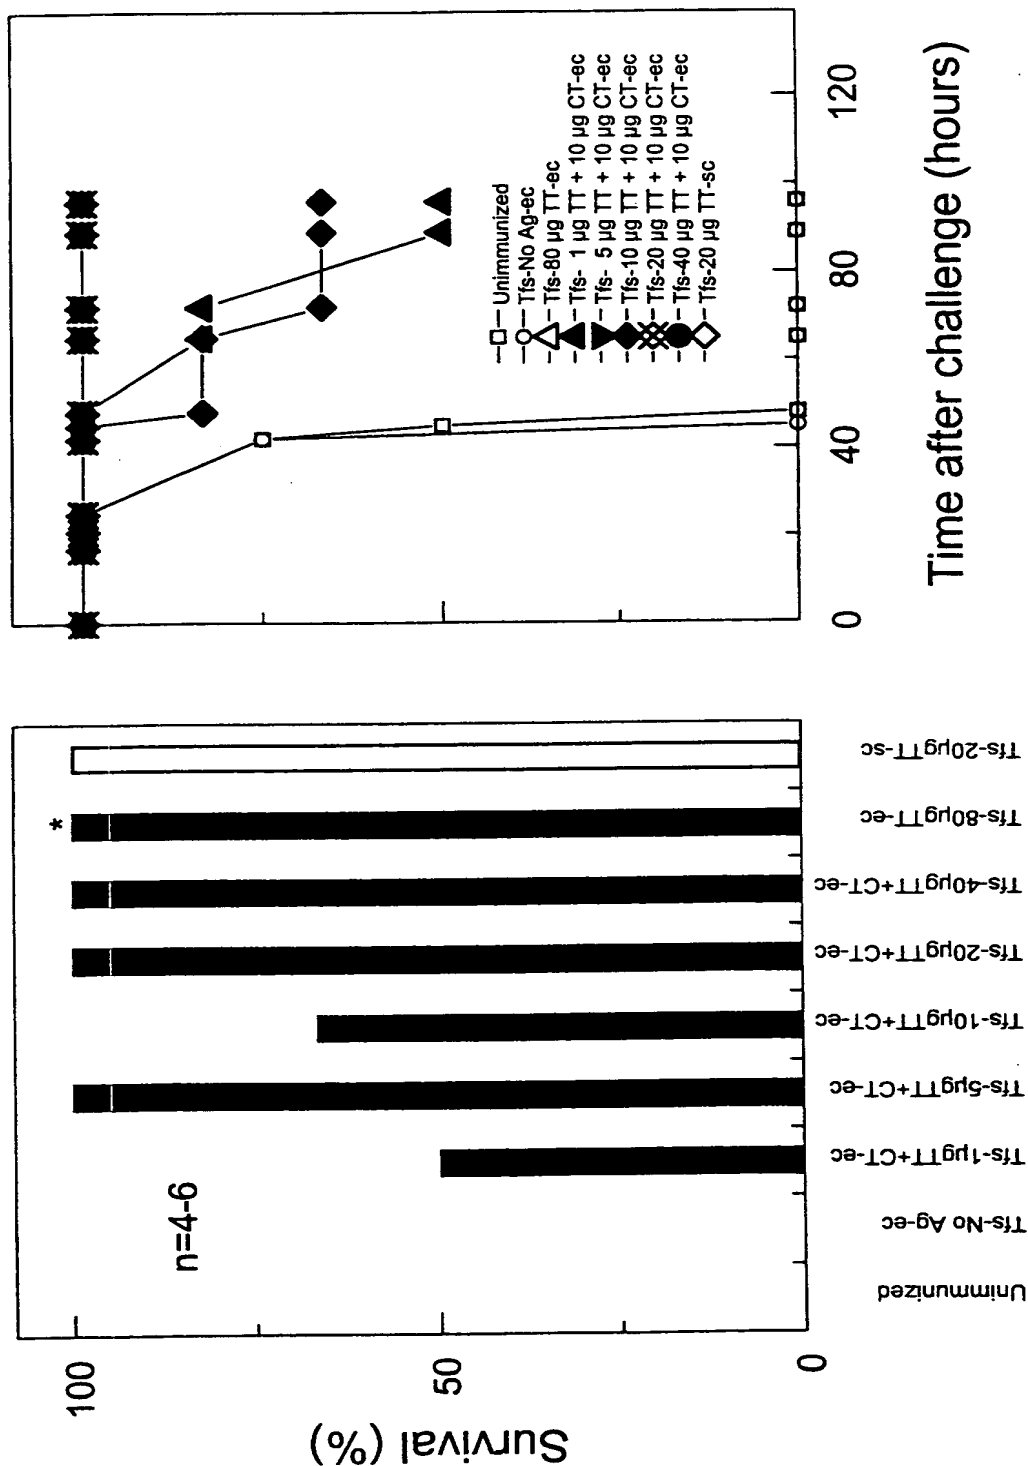 Survival (%)
100
50
0
n=4-6
*
Unimmunized
Tfs-No Ag-ec
Tfs-1µgTT+CT-ec
Tfs-5µgTT+CT-ec
Tfs-10µgTT+CT-ec
Tfs-20µgTT+CT-ec
Tfs-40µgTT+CT-ec
Tfs-80µgTT-ec
Tfs-20µgTT-sc
Unimmunized
Tfs-No Ag-ec
Tfs-80 µg TT-ec
Tfs- 1 µg TT + 10 µg CT-ec
Tfs- 5 µg TT + 10 µg CT-ec
Tfs-10 µg TT + 10 µg CT-ec
Tfs-20 µg TT + 10 µg CT-ec
Tfs-40 µg TT + 10 µg CT-ec
Tfs-20 µg TT-sc
0
40
80
120
Time after challenge (hours)